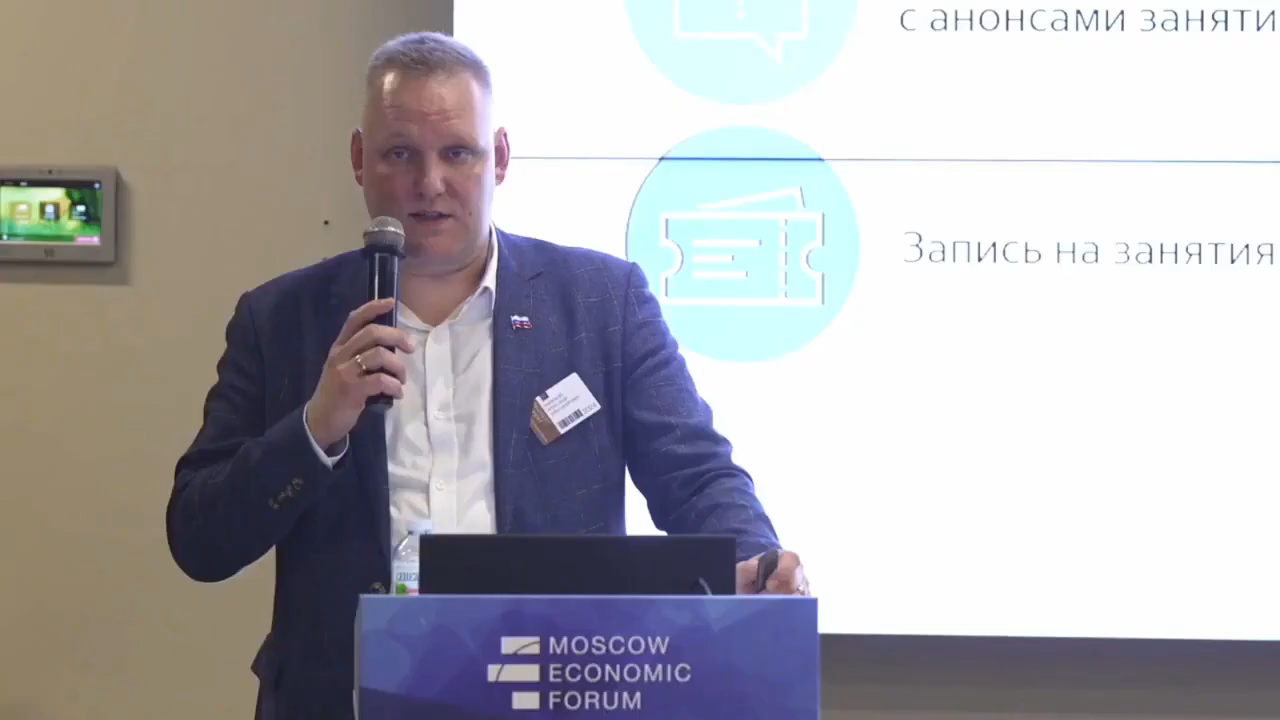 с анонсами заняти
Запись на занятия
MOSCOW
ECONOMIC
FORUM